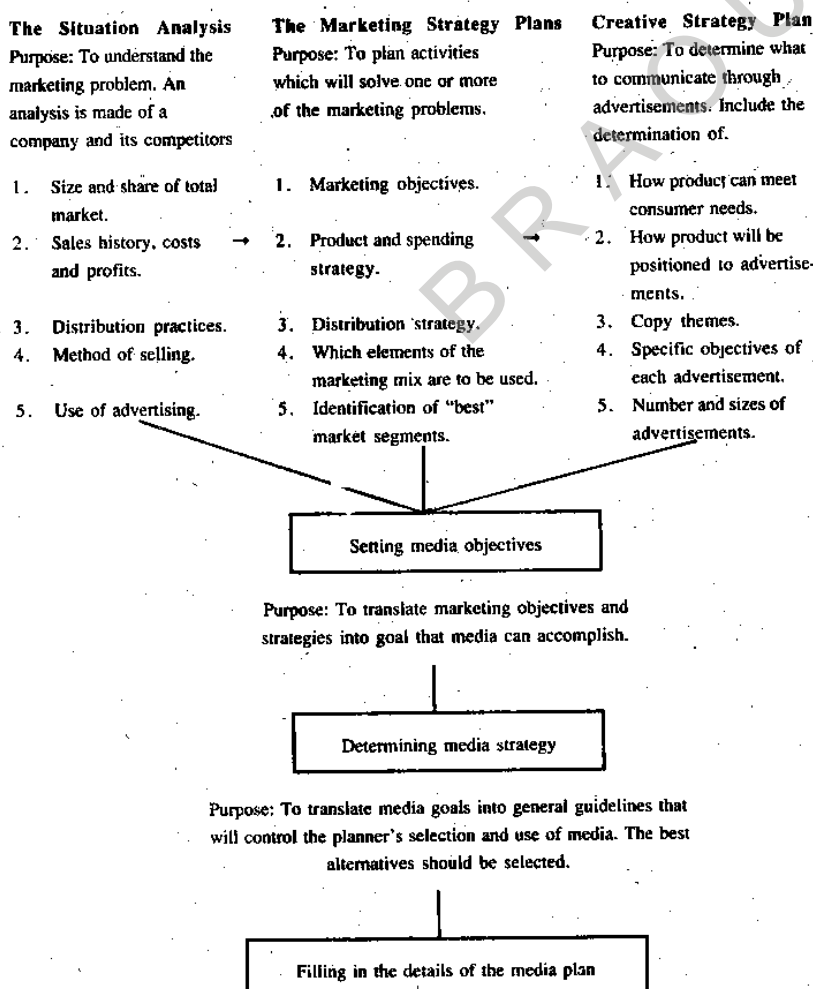 The Situation Analysis
Purpose: To understand the
marketing problem. An
analysis is made of a
company and its competitors
1. Size and share of total
market.
2. Sales history, costs →
and profits.
3. Distribution practices.
4. Method of selling.
5. Use of advertising.
The Marketing Strategy Plans
Purpose: To plan activities
which will solve one or more
of the marketing problems.
1. Marketing objectives.
2. Product and spending →
strategy.
3. Distribution strategy.
4. Which elements of the
marketing mix are to be used.
5. Identification of “best”
market segments.
Creative Strategy Plan
Purpose: To determine what
to communicate through
advertisements. Include the
determination of.
1. How product can meet
consumer needs.
2. How product will be
positioned to advertise-
ments.
3. Copy themes.
4. Specific objectives of
each advertisement.
5. Number and sizes of
advertisements.
Setting media objectives
Purpose: To translate marketing objectives and
strategies into goal that media can accomplish.
Determining media strategy
Purpose: To translate media goals into general guidelines that
will control the planner's selection and use of media. The best
alternatives should be selected.
Filling in the details of the media plan
BRAOU